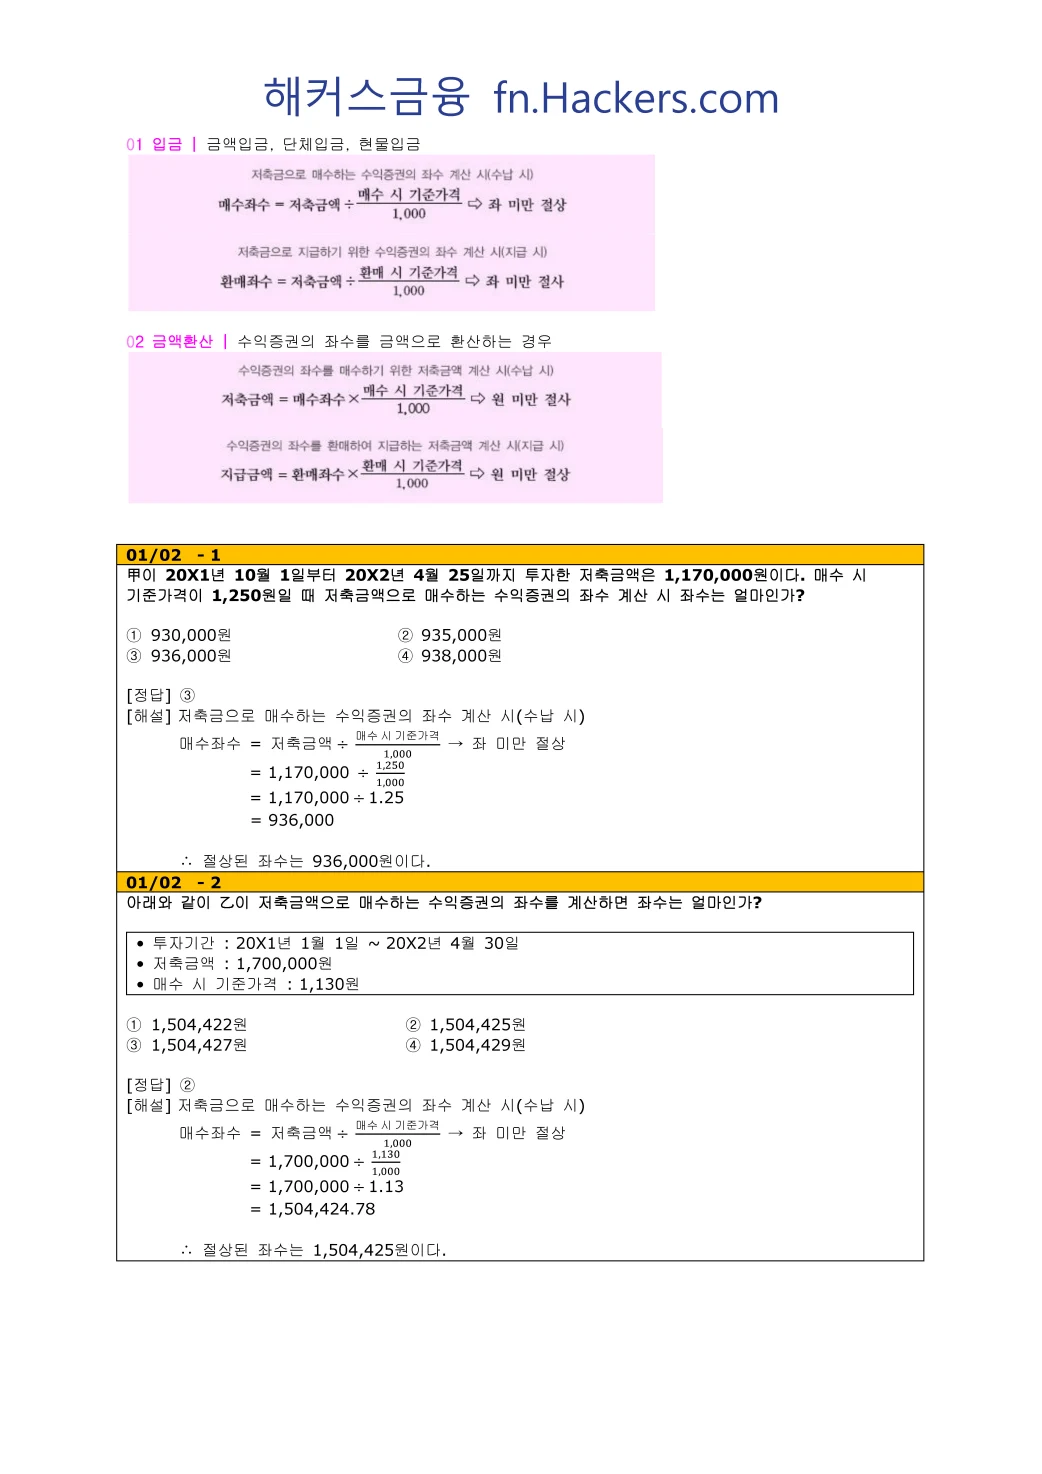 해커스금융 fn.Hackers.com
01 입금 | 금액입금, 단체입금, 현물입금
저축금으로 매수하는 수익증권의 좌수 계산 시(수납 시)
매수좌수 = 저축금액 ÷ 매수 시 기준가격 / 1,000 ⇨ 좌 미만 절상
저축금으로 지급하기 위한 수익증권의 좌수 계산 시(지급 시)
환매좌수 = 저축금액 ÷ 환매 시 기준가격 / 1,000 ⇨ 좌 미만 절사
02 금액환산 | 수익증권의 좌수를 금액으로 환산하는 경우
수익증권의 좌수를 매수하기 위한 저축금액 계산 시(수납 시)
저축금액 = 매수좌수 × 매수 시 기준가격 / 1,000 ⇨ 원 미만 절사
수익증권의 좌수를 환매하여 지급하는 저축금액 계산 시(지급 시)
지급금액 = 환매좌수 × 환매 시 기준가격 / 1,000 ⇨ 원 미만 절상
01/02 - 1
甲이 20X1년 10월 1일부터 20X2년 4월 25일까지 투자한 저축금액은 1,170,000원이다. 매수 시
기준가격이 1,250원일 때 저축금액으로 매수하는 수익증권의 좌수 계산 시 좌수는 얼마인가?
① 930,000원 ② 935,000원
③ 936,000원 ④ 938,000원
[정답] ③
[해설] 저축금으로 매수하는 수익증권의 좌수 계산 시(수납 시)
매수좌수 = 저축금액 ÷ 매수 시 기준가격 / 1,000 → 좌 미만 절상
= 1,170,000 ÷ 1,250 / 1,000
= 1,170,000 ÷ 1.25
= 936,000
∴ 절상된 좌수는 936,000원이다.
01/02 - 2
아래와 같이 乙이 저축금액으로 매수하는 수익증권의 좌수를 계산하면 좌수는 얼마인가?
• 투자기간 : 20X1년 1월 1일 ~ 20X2년 4월 30일
• 저축금액 : 1,700,000원
• 매수 시 기준가격 : 1,130원
① 1,504,422원 ② 1,504,425원
③ 1,504,427원 ④ 1,504,429원
[정답] ②
[해설] 저축금으로 매수하는 수익증권의 좌수 계산 시(수납 시)
매수좌수 = 저축금액 ÷ 매수 시 기준가격 / 1,000 → 좌 미만 절상
= 1,700,000 ÷ 1,130 / 1,000
= 1,700,000 ÷ 1.13
= 1,504,424.78
∴ 절상된 좌수는 1,504,425원이다.